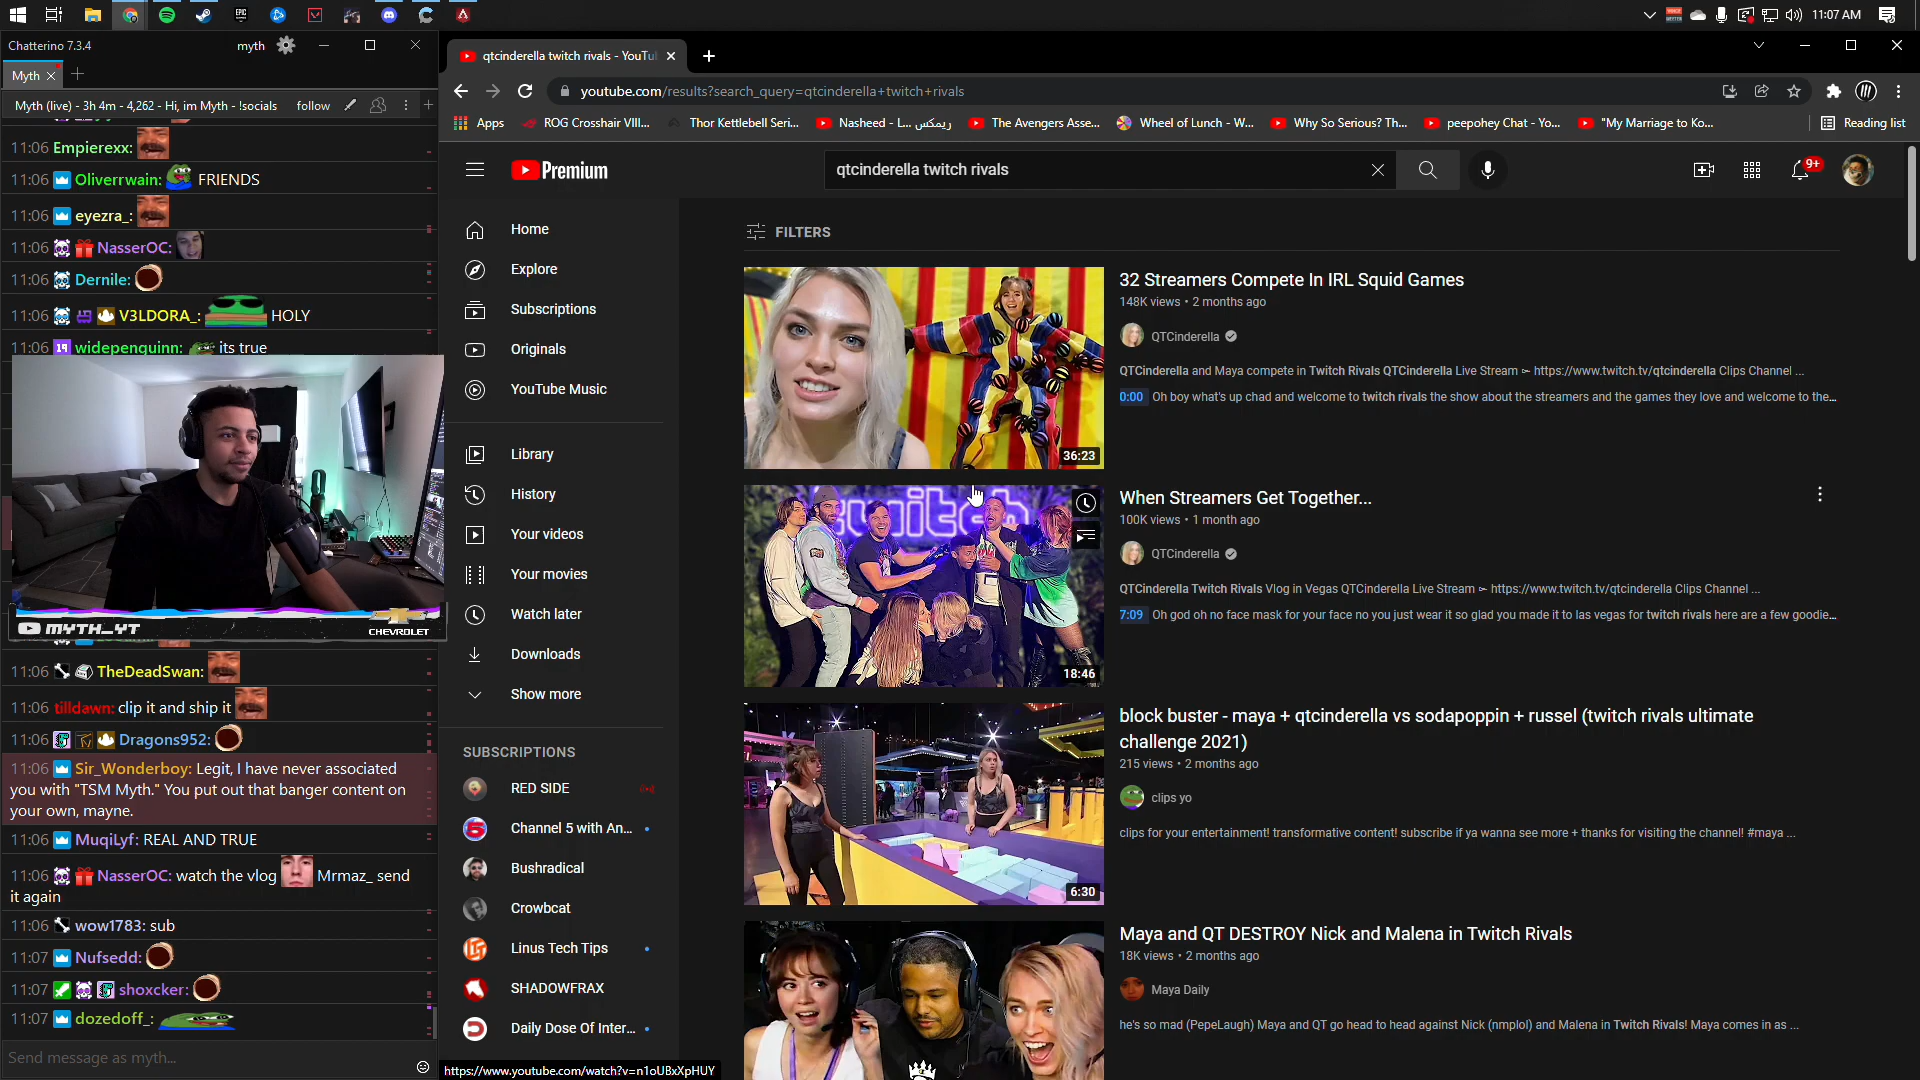 11:07 AM
Chatterino 7.3.4
myth
Myth
Myth (live) - 3h 4m - 4,262 - Hi, im Myth - !socials
follow
11:06 Empierexx:
11:06 Oliverrwain: FRIENDS
11:06 eyezra_:
11:06 NasserOC:
11:06 Dernile:
11:06 V3LDORA_: HOLY
11:06 widepenguinn: its true
MYTH_YT
CHEVROLET
11:06 TheDeadSwan:
11:06 tilldawn: clip it and ship it
11:06 Dragons952:
11:06 Sir_Wonderboy: Legit, I have never associated
you with "TSM Myth." You put out that banger content on
your own, mayne.
11:06 MuqiLyf: REAL AND TRUE
11:06 NasserOC: watch the vlog Mrmaz_ send
it again
11:06 wow1783: sub
11:07 Nufsedd:
11:07 shoxcker:
11:07 dozedoff_:
Send message as myth...
qtcinderella twitch rivals - YouTu
youtube.com/results?search_query=qtcinderella+twitch+rivals
Apps
ROG Crosshair VIII...
Thor Kettlebell Seri...
Nasheed - L... ريمكس
The Avengers Asse...
Wheel of Lunch - W...
Why So Serious? Th...
peepohey Chat - Yo...
"My Marriage to Ko...
Reading list
Premium
qtcinderella twitch rivals
9+
Home
Explore
Subscriptions
Originals
YouTube Music
Library
History
Your videos
Your movies
Watch later
Downloads
Show more
SUBSCRIPTIONS
RED SIDE
Channel 5 with An...
Bushradical
Crowbcat
Linus Tech Tips
SHADOWFRAX
Daily Dose Of Inter...
https://www.youtube.com/watch?v=n1oUBxXpHUY
FILTERS
36:23
32 Streamers Compete In IRL Squid Games
148K views • 2 months ago
QTCinderella
QTCinderella and Maya compete in Twitch Rivals QTCinderella Live Stream ➳ https://www.twitch.tv/qtcinderella Clips Channel ...
0:00 Oh boy what's up chad and welcome to twitch rivals the show about the streamers and the games they love and welcome to the...
twitch
18:46
When Streamers Get Together...
100K views • 1 month ago
QTCinderella
QTCinderella Twitch Rivals Vlog in Vegas QTCinderella Live Stream ➳ https://www.twitch.tv/qtcinderella Clips Channel ...
7:09 Oh god oh no face mask for your face no you just wear it so glad you made it to las vegas for twitch rivals here are a few goodie...
6:30
block buster - maya + qtcinderella vs sodapoppin + russel (twitch rivals ultimate
challenge 2021)
215 views • 2 months ago
clips yo
clips for your entertainment! transformative content! subscribe if ya wanna see more + thanks for visiting the channel! #maya ...
Maya and QT DESTROY Nick and Malena in Twitch Rivals
18K views • 2 months ago
Maya Daily
he's so mad (PepeLaugh) Maya and QT go head to head against Nick (nmplol) and Malena in Twitch Rivals! Maya comes in as ...